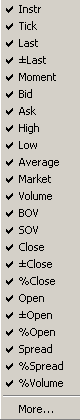 Instr
Tick
Last
±Last
Moment
Bid
Ask
High
Low
Average
Market
Volume
BOV
SOV
Close
±Close
%Close
Open
±Open
%Open
Spread
%Spread
%Volume
More...